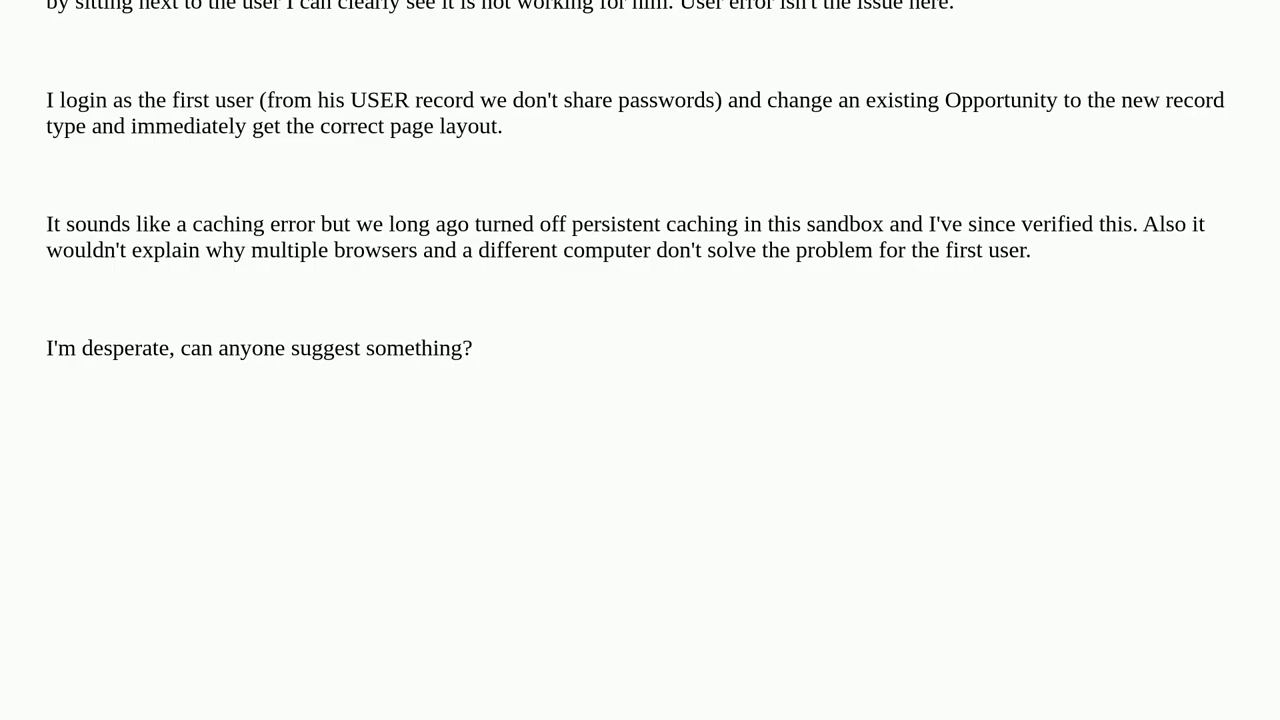 by sitting next to the user I can clearly see it is not working for him. User error isn't the issue here.
I login as the first user (from his USER record we don't share passwords) and change an existing Opportunity to the new record
type and immediately get the correct page layout.
It sounds like a caching error but we long ago turned off persistent caching in this sandbox and I've since verified this. Also it
wouldn't explain why multiple browsers and a different computer don't solve the problem for the first user.
I'm desperate, can anyone suggest something?